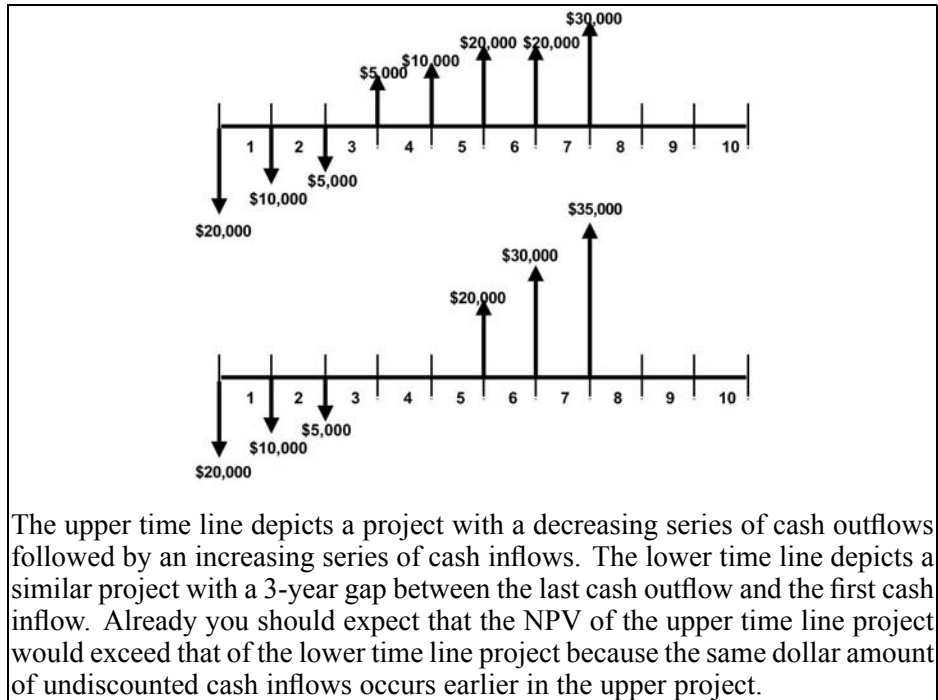 $30,000
$20,000 $20,000
$10,000
$5,000
1 2 3 4 5 6 7 8 9 10
$5,000
$10,000
$20,000
$35,000
$30,000
$20,000
1 2 3 4 5 6 7 8 9 10
$5,000
$10,000
$20,000
The upper time line depicts a project with a decreasing series of cash outflows
followed by an increasing series of cash inflows. The lower time line depicts a
similar project with a 3-year gap between the last cash outflow and the first cash
inflow. Already you should expect that the NPV of the upper time line project
would exceed that of the lower time line project because the same dollar amount
of undiscounted cash inflows occurs earlier in the upper project.